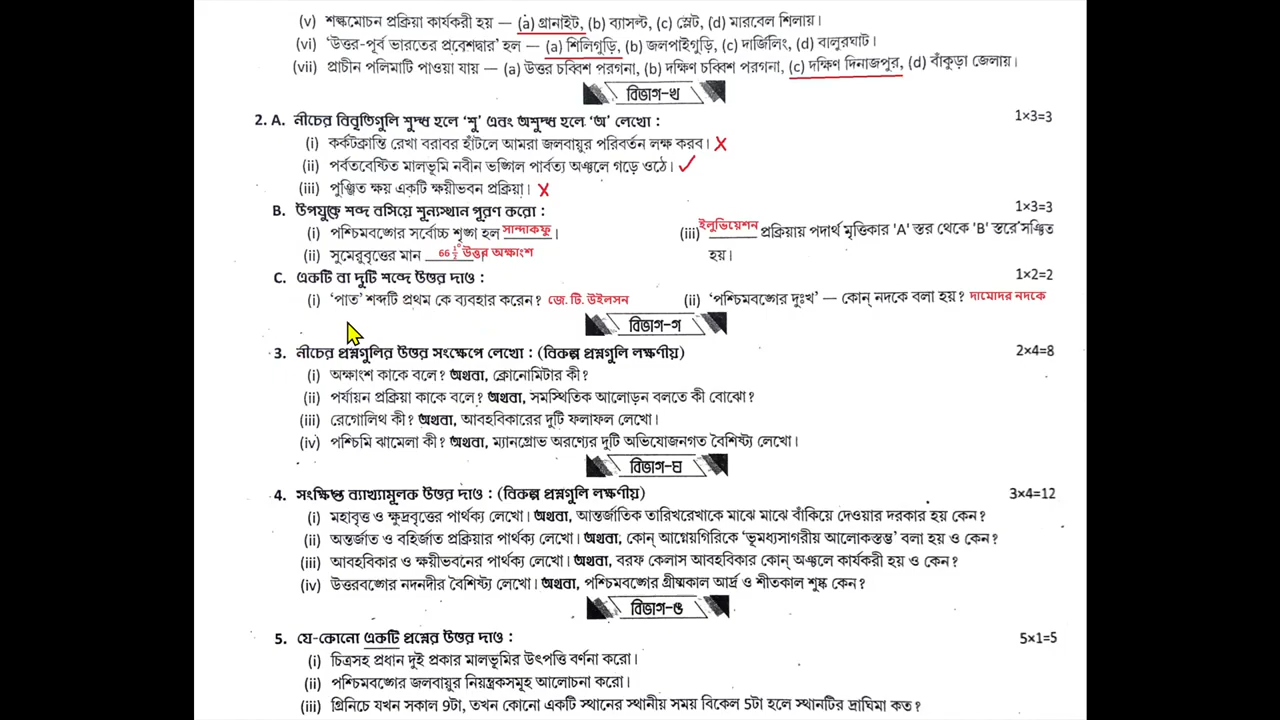 (v) শল্কমোচন প্রক্রিয়া কার্যকরী হয় — (a) গ্রানাইট, (b) ব্যাসল্ট, (c) স্লেট, (d) মারবেল শিলায়।
(vi) 'উত্তর-পূর্ব ভারতের প্রবেশদ্বার' হল — (a) শিলিগুড়ি, (b) জলপাইগুড়ি, (c) দার্জিলিং, (d) বালুরঘাট।
(vii) প্রাচীন পলিমাটি পাওয়া যায় — (a) উত্তর চব্বিশ পরগনা, (b) দক্ষিণ চব্বিশ পরগনা, (c) দক্ষিণ দিনাজপুর, (d) বাঁকুড়া জেলায়।
বিভাগ-খ
2. A. নীচের বিবৃতিগুলি শুদ্ধ হলে 'শু' এবং অশুদ্ধ হলে 'অ' লেখো : 1×3=3
(i) কর্কটক্রান্তি রেখা বরাবর হাঁটলে আমরা জলবায়ুর পরিবর্তন লক্ষ করব। ✗
(ii) পর্বতবেষ্টিত মালভূমি নবীন ভঙ্গিল পার্বত্য অঞ্চলে গড়ে ওঠে। ✓
(iii) পুঞ্জিত ক্ষয় একটি ক্ষয়ীভবন প্রক্রিয়া। ✗
B. উপযুক্ত শব্দ বসিয়ে শূন্যস্থান পূরণ করো : 1×3=3
(i) পশ্চিমবঙ্গের সর্বোচ্চ শৃঙ্গ হল সান্দাকফু ।
(ii) সুমেরুবৃত্তের মান 66 ½° উত্তর অক্ষাংশ
(iii) ইলুভিয়েশন প্রক্রিয়ায় পদার্থ মৃত্তিকার 'A' স্তর থেকে 'B' স্তরে সঞ্চিত
হয়।
C. একটি বা দুটি শব্দে উত্তর দাও : 1×2=2
(i) 'পাত' শব্দটি প্রথম কে ব্যবহার করেন? জে. টি. উইলসন
(ii) 'পশ্চিমবঙ্গের দুঃখ' — কোন্ নদকে বলা হয়? দামোদর নদকে
বিভাগ-গ
3. নীচের প্রশ্নগুলির উত্তর সংক্ষেপে লেখো : (বিকল্প প্রশ্নগুলি লক্ষণীয়) 2×4=8
(i) অক্ষাংশ কাকে বলে? অথবা, ক্রোনোমিটার কী?
(ii) পর্যায়ন প্রক্রিয়া কাকে বলে? অথবা, সমস্থিতিক আলোড়ন বলতে কী বোঝো?
(iii) রেগোলিথ কী? অথবা, আবহবিকারের দুটি ফলাফল লেখো।
(iv) পশ্চিমি ঝামেলা কী? অথবা, ম্যানগ্রোভ অরণ্যের দুটি অভিযোজনগত বৈশিষ্ট্য লেখো।
বিভাগ-ঘ
4. সংক্ষিপ্ত ব্যাখ্যামূলক উত্তর দাও : (বিকল্প প্রশ্নগুলি লক্ষণীয়) 3×4=12
(i) মহাবৃত্ত ও ক্ষুদ্রবৃত্তের পার্থক্য লেখো। অথবা, আন্তর্জাতিক তারিখরেখাকে মাঝে মাঝে বাঁকিয়ে দেওয়ার দরকার হয় কেন?
(ii) অন্তর্জাত ও বহির্জাত প্রক্রিয়ার পার্থক্য লেখো। অথবা, কোন্ আগ্নেয়গিরিকে 'ভূমধ্যসাগরীয় আলোকস্তম্ভ' বলা হয় ও কেন?
(iii) আবহবিকার ও ক্ষয়ীভবনের পার্থক্য লেখো। অথবা, বরফ কেলাস আবহবিকার কোন্ অঞ্চলে কার্যকরী হয় ও কেন?
(iv) উত্তরবঙ্গের নদনদীর বৈশিষ্ট্য লেখো। অথবা, পশ্চিমবঙ্গের গ্রীষ্মকাল আর্দ্র ও শীতকাল শুষ্ক কেন?
বিভাগ-ঙ
5. যে-কোনো একটি প্রশ্নের উত্তর দাও : 5×1=5
(i) চিত্রসহ প্রধান দুই প্রকার মালভূমির উৎপত্তি বর্ণনা করো।
(ii) পশ্চিমবঙ্গের জলবায়ুর নিয়ন্ত্রকসমূহ আলোচনা করো।
(iii) গ্রিনিচে যখন সকাল 9টা, তখন কোনো একটি স্থানের স্থানীয় সময় বিকেল 5টা হলে স্থানটির দ্রাঘিমা কত?